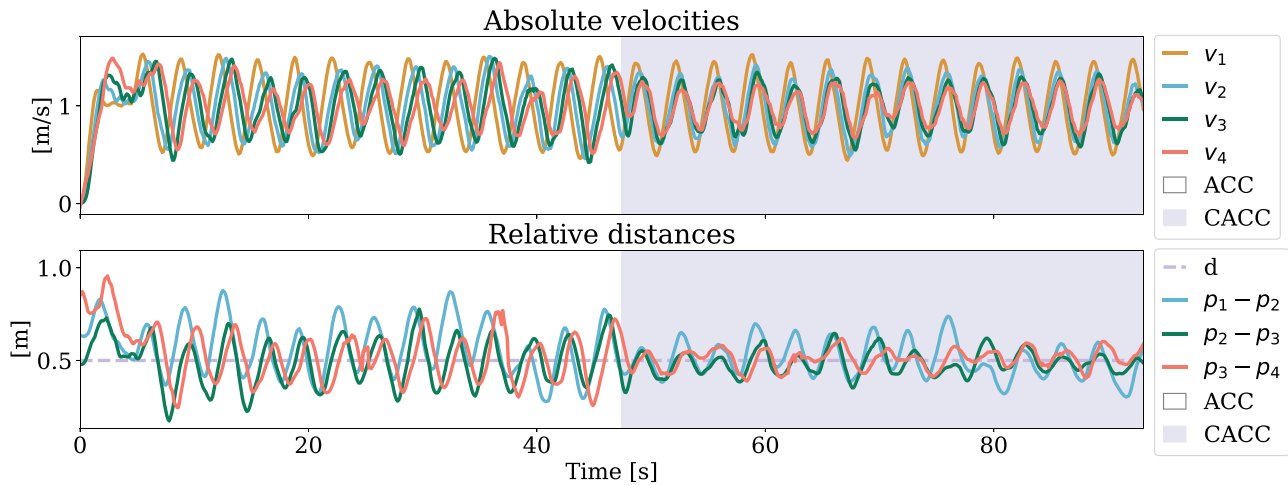 Absolute velocities
[m/s]
1
0
v₁
v₂
v₃
v₄
ACC
CACC
Relative distances
[m]
1.0
0.5
0 20 40 60 80
Time [s]
d
p₁ − p₂
p₂ − p₃
p₃ − p₄
ACC
CACC